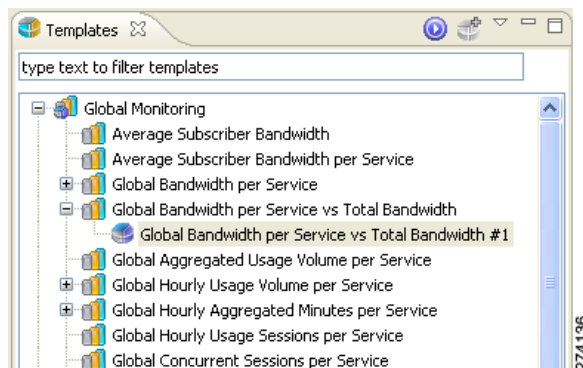 Templates
type text to filter templates
Global Monitoring
Average Subscriber Bandwidth
Average Subscriber Bandwidth per Service
Global Bandwidth per Service
Global Bandwidth per Service vs Total Bandwidth
Global Bandwidth per Service vs Total Bandwidth #1
Global Aggregated Usage Volume per Service
Global Hourly Usage Volume per Service
Global Hourly Aggregated Minutes per Service
Global Hourly Usage Sessions per Service
Global Concurrent Sessions per Service
274136